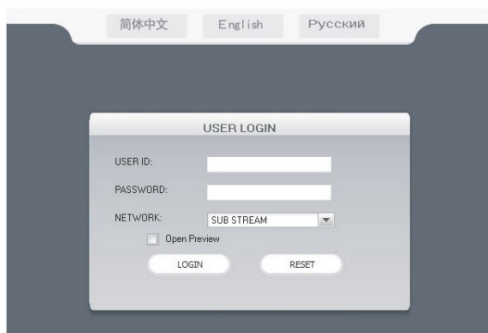 简体中文 English Русский
USER LOGIN
USER ID:
PASSWORD:
NETWORK: SUB STREAM
Open Preview
LOGIN RESET